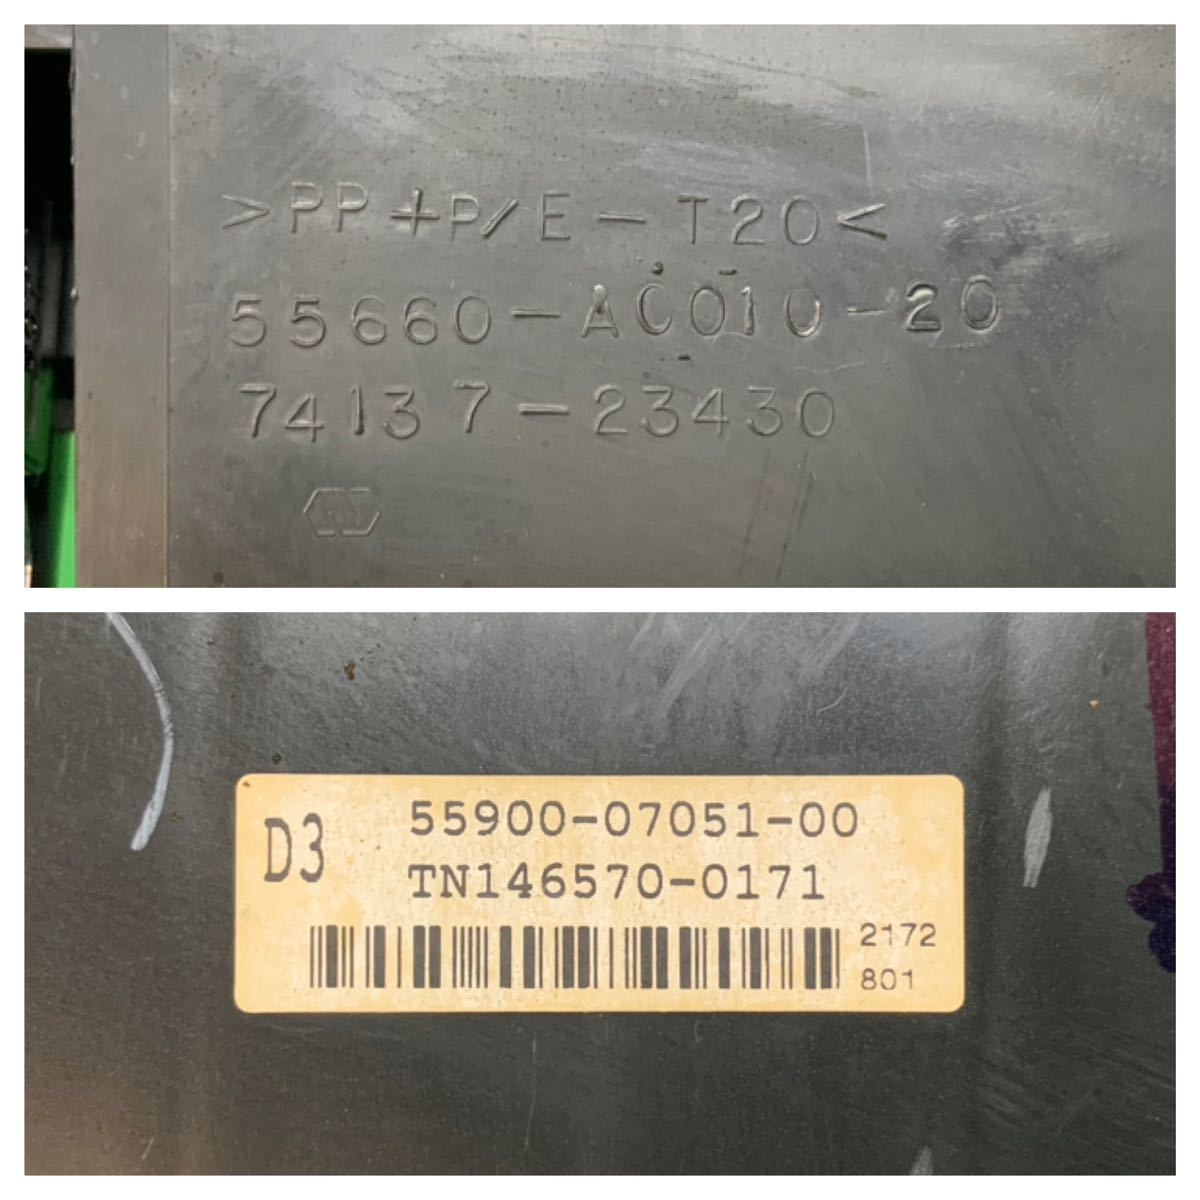 >PP+P/E-T20<
55660-AC010-20
74137-23430
D3
55900-07051-00
TN146570-0171
2172
801